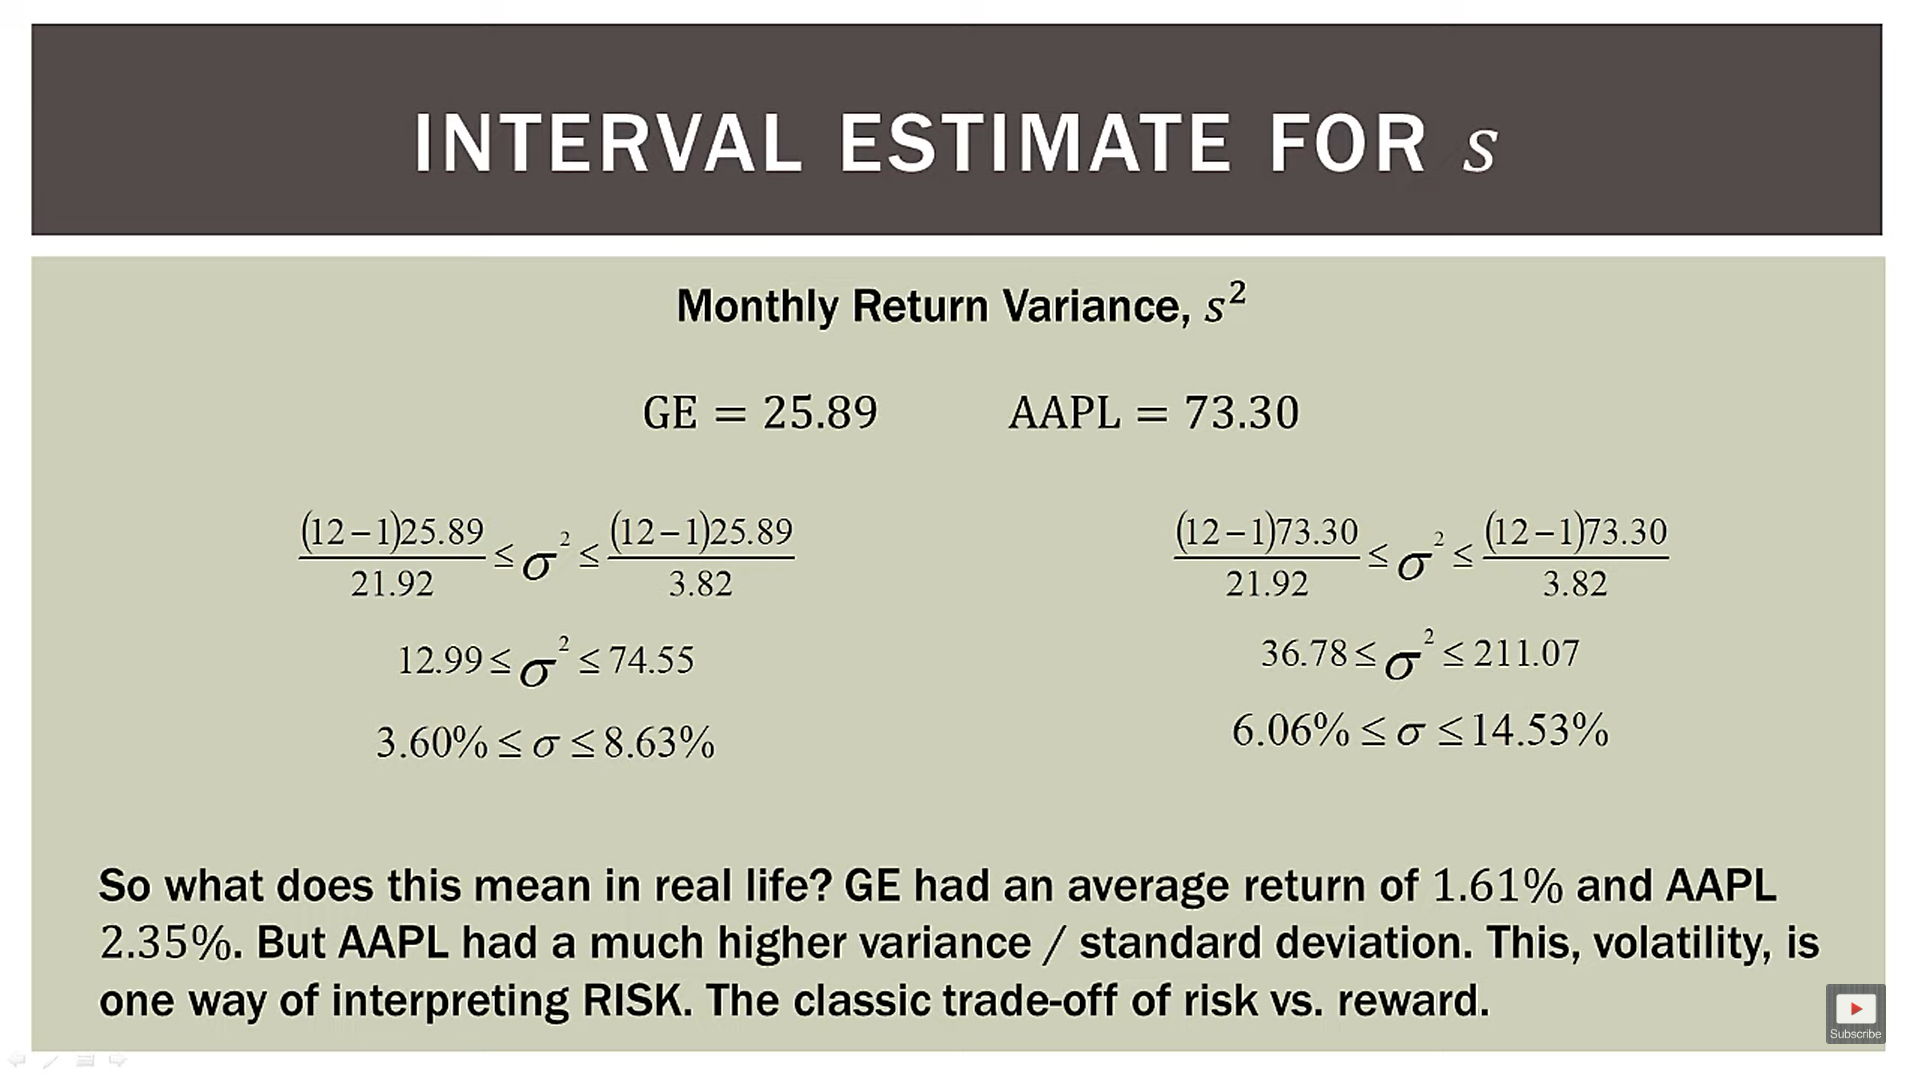 INTERVAL ESTIMATE FOR s
Monthly Return Variance, s²
GE = 25.89 AAPL = 73.30
(12−1)25.89 / 21.92 ≤ σ² ≤ (12−1)25.89 / 3.82
(12−1)73.30 / 21.92 ≤ σ² ≤ (12−1)73.30 / 3.82
12.99 ≤ σ² ≤ 74.55
36.78 ≤ σ² ≤ 211.07
3.60% ≤ σ ≤ 8.63%
6.06% ≤ σ ≤ 14.53%
So what does this mean in real life? GE had an average return of 1.61% and AAPL
2.35%. But AAPL had a much higher variance / standard deviation. This, volatility, is
one way of interpreting RISK. The classic trade-off of risk vs. reward.
Subscribe